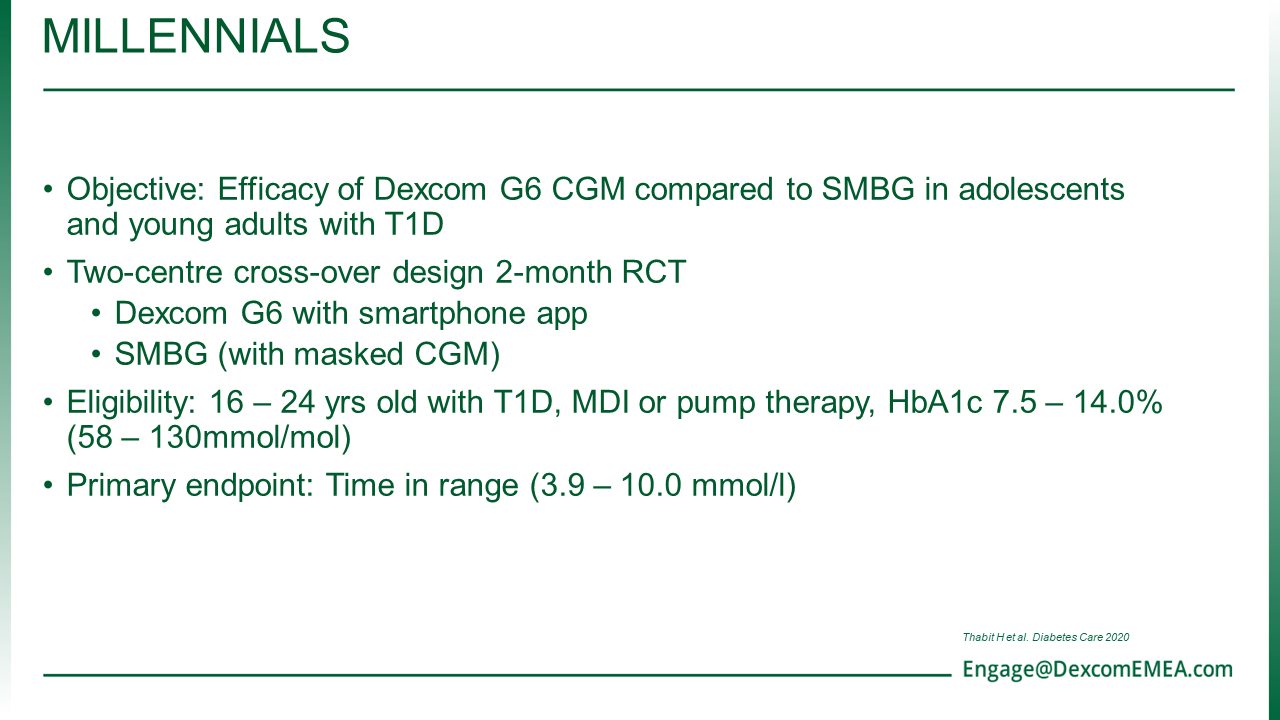 MILLENNIALS
• Objective: Efficacy of Dexcom G6 CGM compared to SMBG in adolescents
and young adults with T1D
• Two-centre cross-over design 2-month RCT
• Dexcom G6 with smartphone app
• SMBG (with masked CGM)
• Eligibility: 16 – 24 yrs old with T1D, MDI or pump therapy, HbA1c 7.5 – 14.0%
(58 – 130mmol/mol)
• Primary endpoint: Time in range (3.9 – 10.0 mmol/l)
Thabit H et al. Diabetes Care 2020
Engage@DexcomEMEA.com